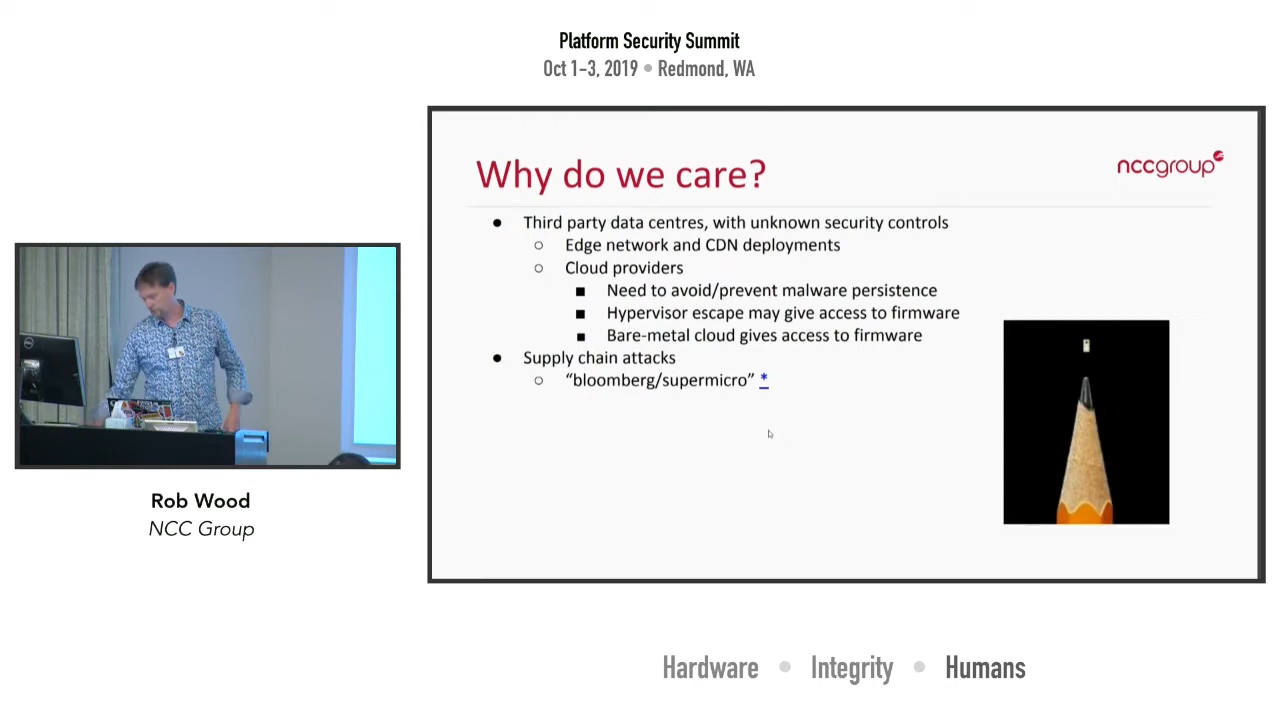 Platform Security Summit
Oct 1-3, 2019 • Redmond, WA
Why do we care?
nccgroup
● Third party data centres, with unknown security controls
○ Edge network and CDN deployments
○ Cloud providers
■ Need to avoid/prevent malware persistence
■ Hypervisor escape may give access to firmware
■ Bare-metal cloud gives access to firmware
● Supply chain attacks
○ “bloomberg/supermicro” *
Rob Wood
NCC Group
Hardware • Integrity • Humans